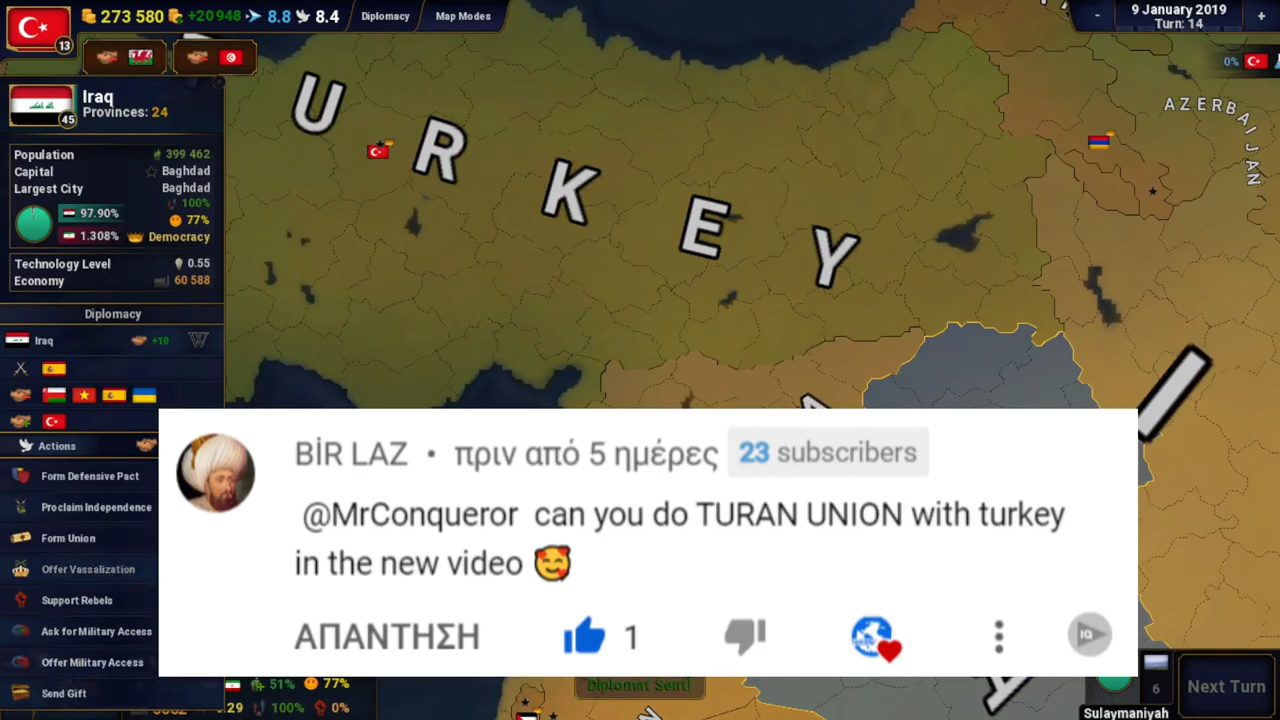 273 580 +20 948 8.8 8.4
Diplomacy
Map Modes
9 January 2019
Turn: 14
-
+
13
0%
Iraq
Provinces: 24
45
Population 399 462
Capital Baghdad
Largest City Baghdad
100%
97.90% 77%
1.308% Democracy
Technology Level 0.55
Economy 60 588
Diplomacy
Iraq +10
Actions
Form Defensive Pact
Proclaim Independence
Form Union
Offer Vassalization
Support Rebels
Ask for Military Access
Offer Military Access
Send Gift
URKEY
AZERBAIJAN
BİR LAZ • πριν από 5 ημέρες 23 subscribers
@MrConqueror can you do TURAN UNION with turkey
in the new video 🥰
ΑΠΑΝΤΗΣΗ 1
IQ
51% 77%
.29 100% 0%
Diplomat Sent!
6
Next Turn
Sulaymaniyah